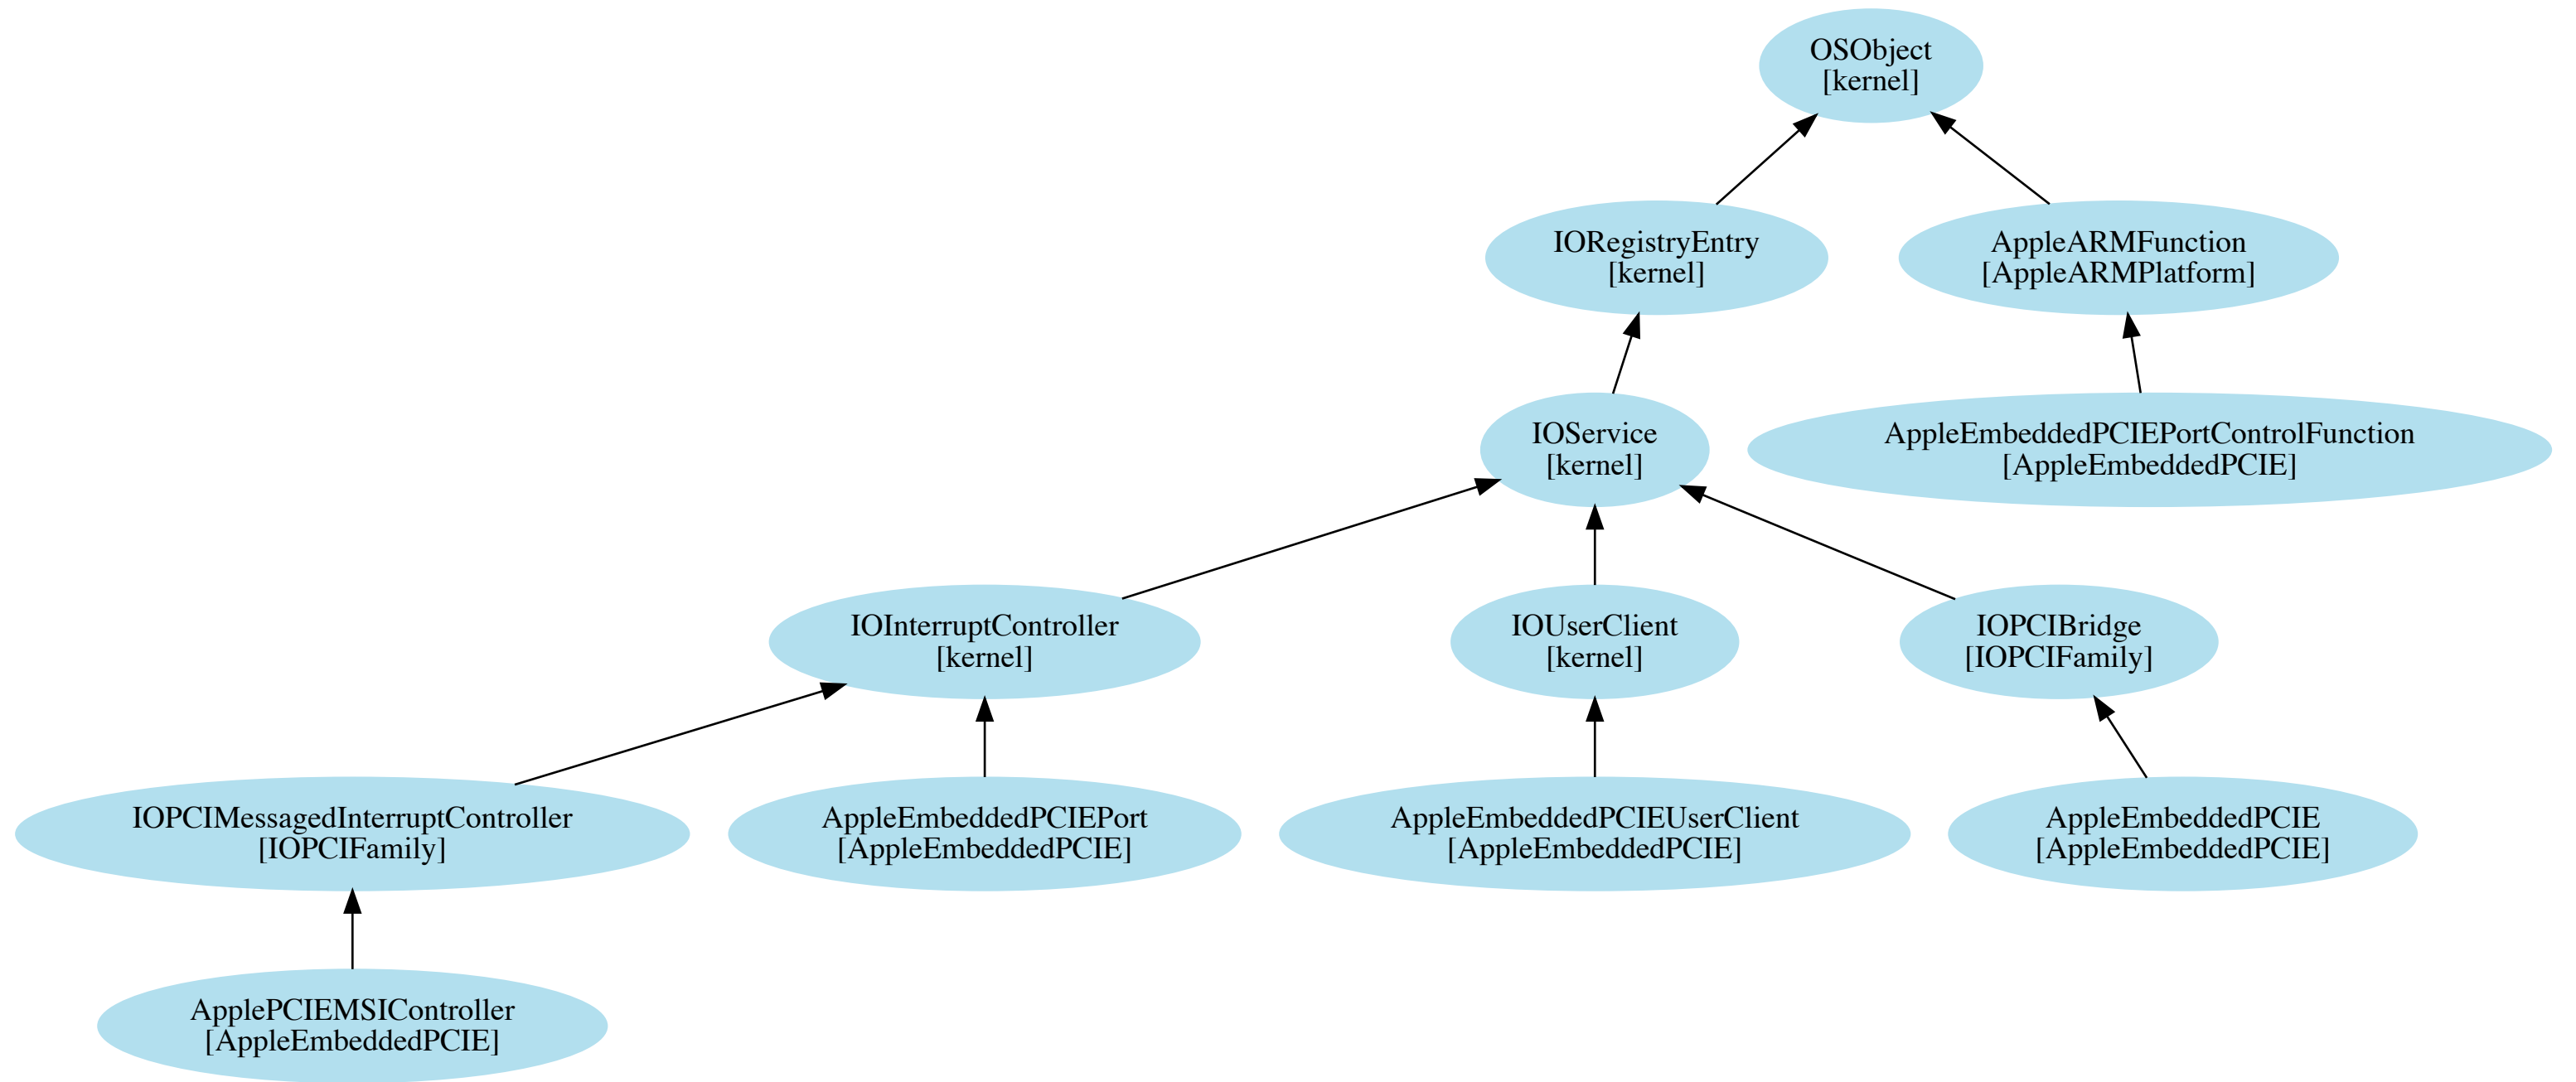 OSObject
[kernel]
IORegistryEntry
[kernel]
AppleARMFunction
[AppleARMPlatform]
IOService
[kernel]
AppleEmbeddedPCIEPortControlFunction
[AppleEmbeddedPCIE]
IOInterruptController
[kernel]
IOUserClient
[kernel]
IOPCIBridge
[IOPCIFamily]
IOPCIMessagedInterruptController
[IOPCIFamily]
AppleEmbeddedPCIEPort
[AppleEmbeddedPCIE]
AppleEmbeddedPCIEUserClient
[AppleEmbeddedPCIE]
AppleEmbeddedPCIE
[AppleEmbeddedPCIE]
ApplePCIEMSIController
[AppleEmbeddedPCIE]